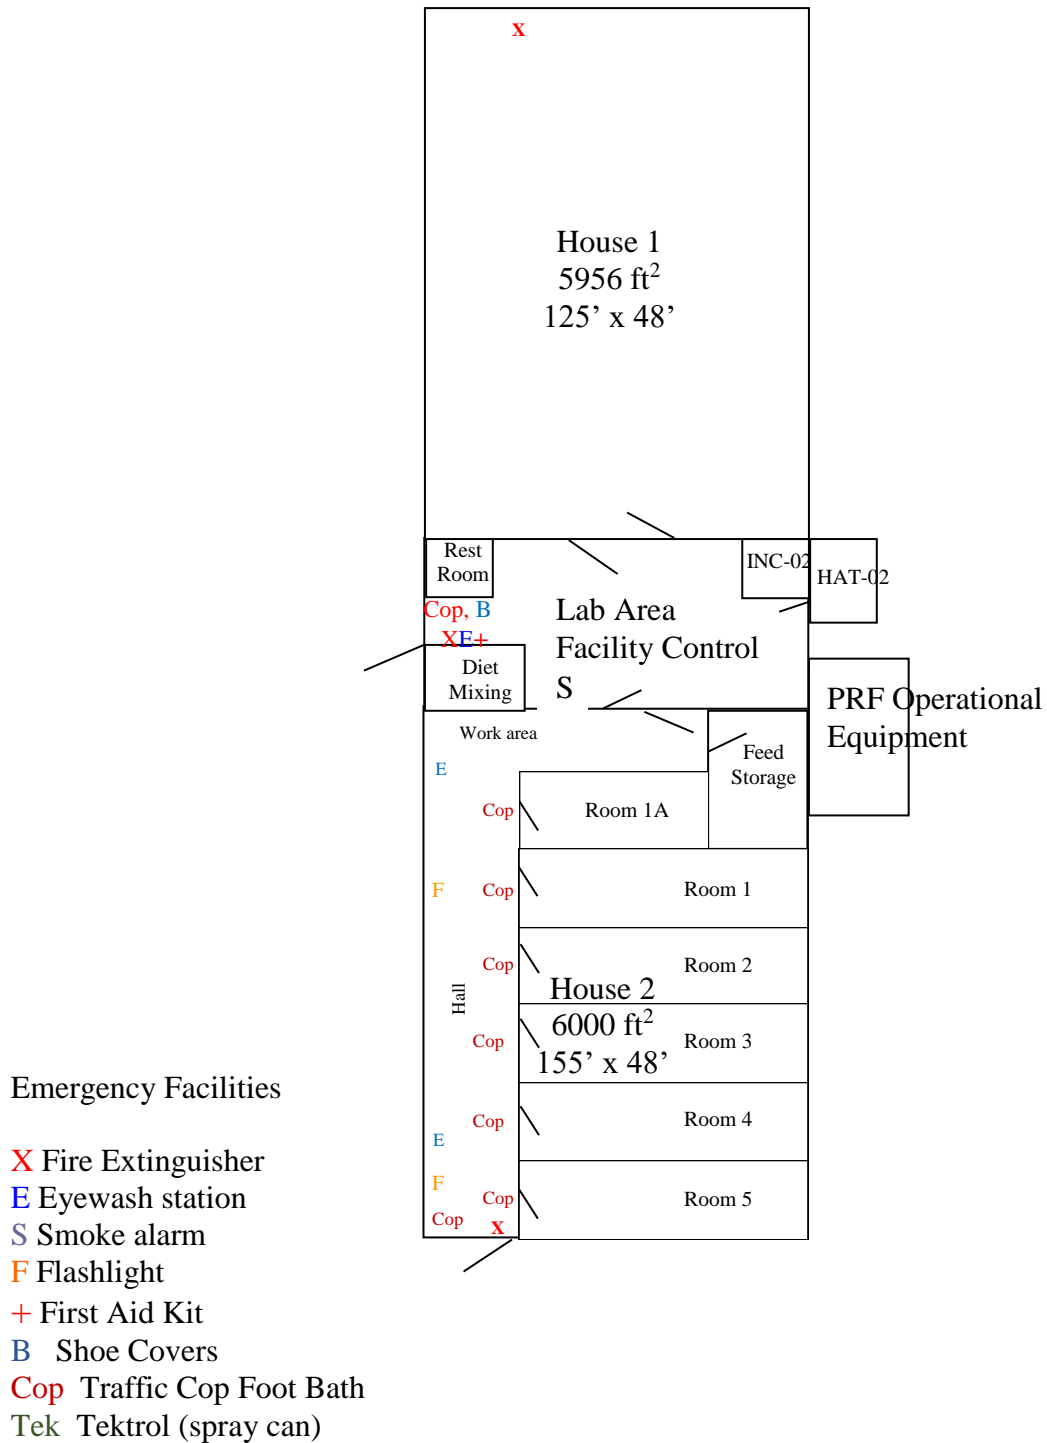 X
House 1
5956 ft²
125’ x 48’
Rest
Room
INC-02
HAT-02
Cop, B
XE+
Lab Area
Facility Control
S
Diet
Mixing
PRF Operational
Equipment
Work area
Feed
Storage
E
Cop
Room 1A
F
Cop
Room 1
Cop
Room 2
Hall
House 2
6000 ft²
155’ x 48’
Cop
Room 3
Cop
Room 4
E
F
Cop
Room 5
Cop
X
Emergency Facilities
X Fire Extinguisher
E Eyewash station
S Smoke alarm
F Flashlight
+ First Aid Kit
B Shoe Covers
Cop Traffic Cop Foot Bath
Tek Tektrol (spray can)